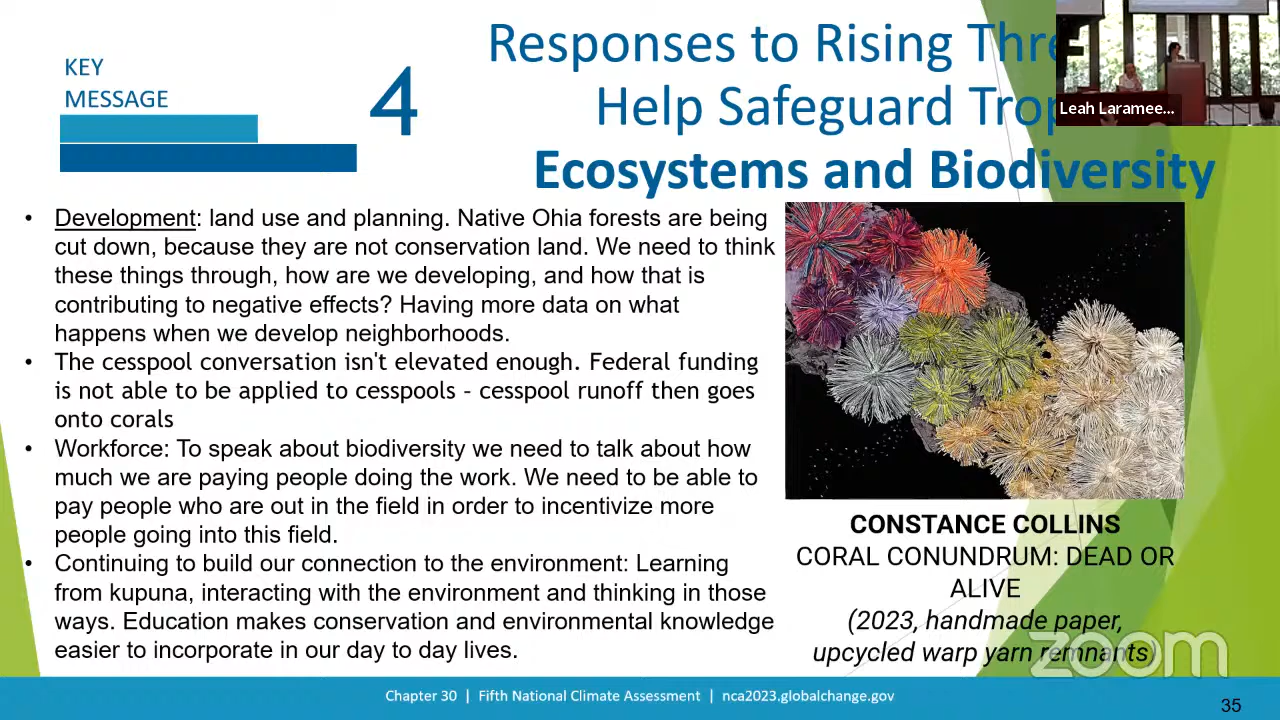 KEY
MESSAGE
4
Responses to Rising Thre
Help Safeguard Trop
Ecosystems and Biodiversity
Leah Laramee...
• Development: land use and planning. Native Ohia forests are being
cut down, because they are not conservation land. We need to think
these things through, how are we developing, and how that is
contributing to negative effects? Having more data on what
happens when we develop neighborhoods.
• The cesspool conversation isn't elevated enough. Federal funding
is not able to be applied to cesspools - cesspool runoff then goes
onto corals
• Workforce: To speak about biodiversity we need to talk about how
much we are paying people doing the work. We need to be able to
pay people who are out in the field in order to incentivize more
people going into this field.
• Continuing to build our connection to the environment: Learning
from kupuna, interacting with the environment and thinking in those
ways. Education makes conservation and environmental knowledge
easier to incorporate in our day to day lives.
CONSTANCE COLLINS
CORAL CONUNDRUM: DEAD OR
ALIVE
(2023, handmade paper,
upcycled warp yarn remnants)
zoom
Chapter 30 | Fifth National Climate Assessment | nca2023.globalchange.gov
35